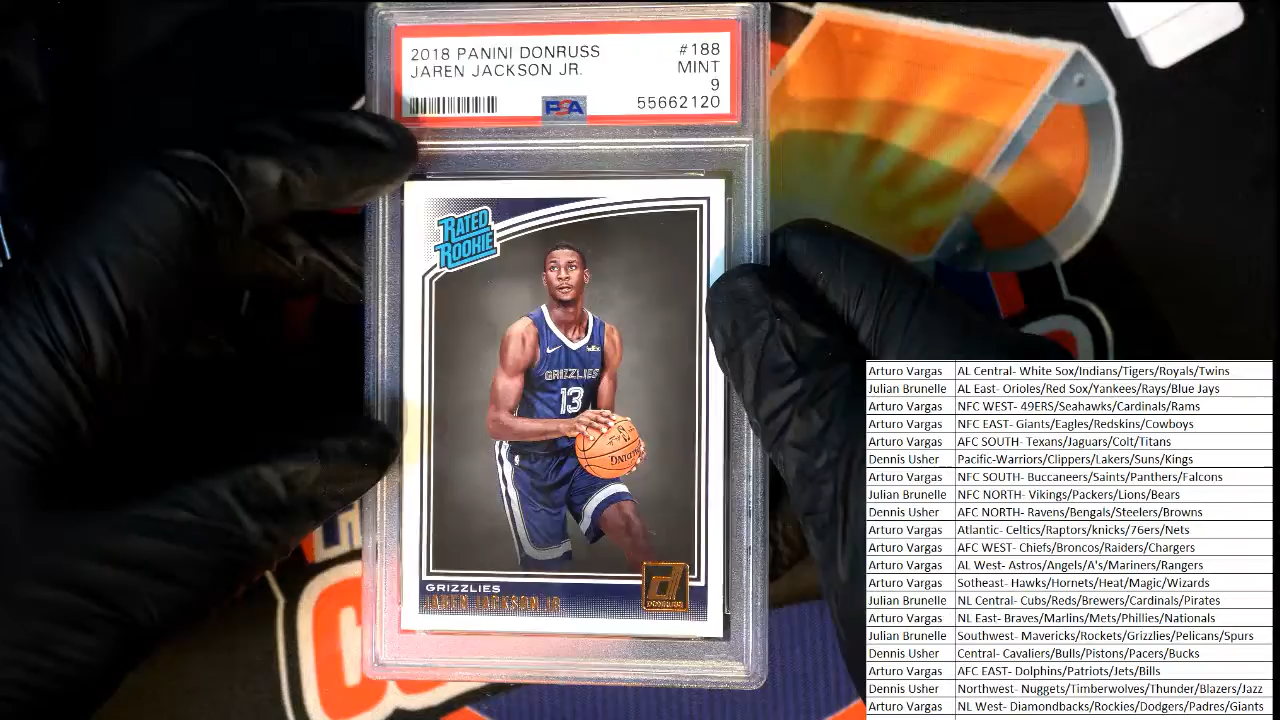 2018 PANINI DONRUSS #188
JAREN JACKSON JR. MINT
9
PSA 55662120
RATED
ROOKIE
GRIZZLIES
13
SPALDING
GRIZZLIES
JAREN JACKSON JR
DONRUSS
Arturo Vargas AL Central- White Sox/Indians/Tigers/Royals/Twins
Julian Brunelle AL East- Orioles/Red Sox/Yankees/Rays/Blue Jays
Arturo Vargas NFC WEST- 49ERS/Seahawks/Cardinals/Rams
Arturo Vargas NFC EAST- Giants/Eagles/Redskins/Cowboys
Arturo Vargas AFC SOUTH- Texans/Jaguars/Colt/Titans
Dennis Usher Pacific-Warriors/Clippers/Lakers/Suns/Kings
Arturo Vargas NFC SOUTH- Buccaneers/Saints/Panthers/Falcons
Julian Brunelle NFC NORTH- Vikings/Packers/Lions/Bears
Dennis Usher AFC NORTH- Ravens/Bengals/Steelers/Browns
Arturo Vargas Atlantic- Celtics/Raptors/knicks/76ers/Nets
Arturo Vargas AFC WEST- Chiefs/Broncos/Raiders/Chargers
Arturo Vargas AL West- Astros/Angels/A's/Mariners/Rangers
Arturo Vargas Sotheast- Hawks/Hornets/Heat/Magic/Wizards
Julian Brunelle NL Central- Cubs/Reds/Brewers/Cardinals/Pirates
Arturo Vargas NL East- Braves/Marlins/Mets/Phillies/Nationals
Julian Brunelle Southwest- Mavericks/Rockets/Grizzlies/Pelicans/Spurs
Dennis Usher Central- Cavaliers/Bulls/Pistons/Pacers/Bucks
Arturo Vargas AFC EAST- Dolphins/Patriots/Jets/Bills
Dennis Usher Northwest- Nuggets/Timberwolves/Thunder/Blazers/Jazz
Arturo Vargas NL West- Diamondbacks/Rockies/Dodgers/Padres/Giants